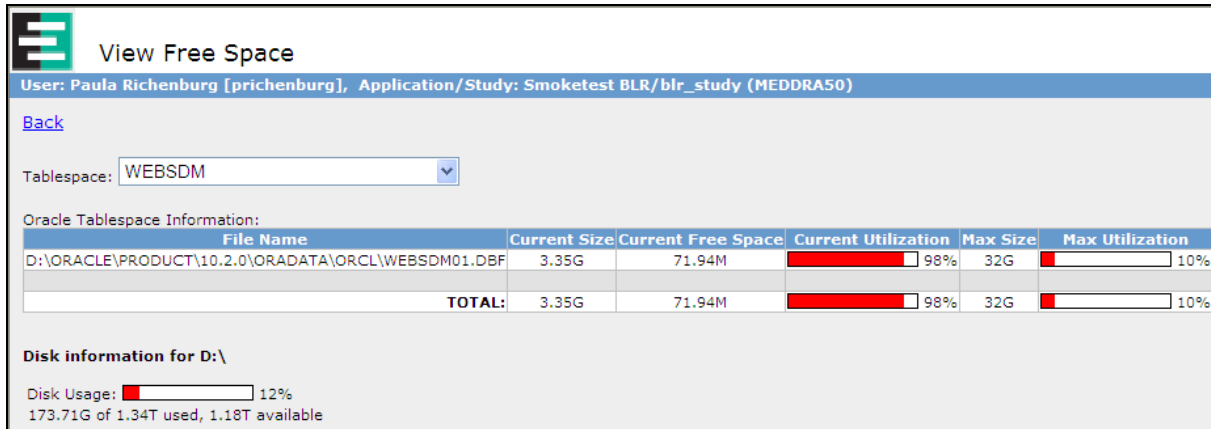 View Free Space
User: Paula Richenburg [prichenburg], Application/Study: Smoketest BLR/blr_study (MEDDRA50)
Back
Tablespace: WEBSDM
Oracle Tablespace Information:
File Name Current Size Current Free Space Current Utilization Max Size Max Utilization
D:\ORACLE\PRODUCT\10.2.0\ORADATA\ORCL\WEBSDM01.DBF 3.35G 71.94M 98% 32G 10%
TOTAL: 3.35G 71.94M 98% 32G 10%
Disk information for D:\
Disk Usage: 12%
173.71G of 1.34T used, 1.18T available